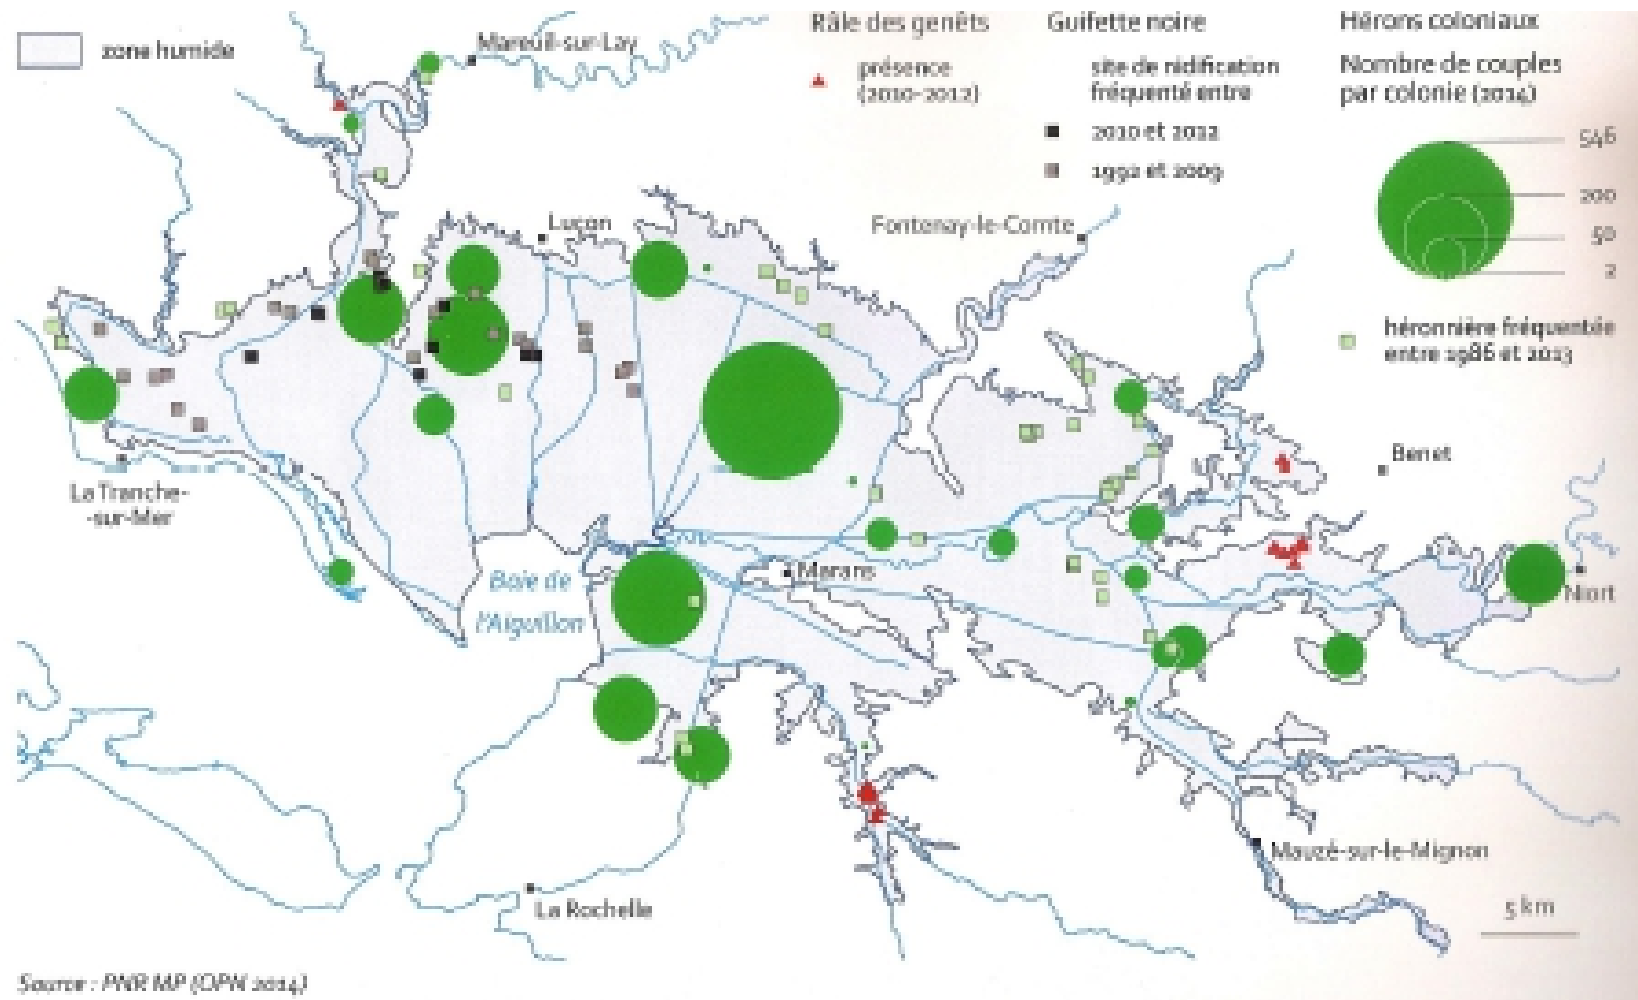 zone humide
Mareuil-sur-Lay
Râle des genêts
présence
(2010-2012)
Guifette noire
site de nidification
fréquenté entre
2010 et 2012
1992 et 2009
Hérons coloniaux
Nombre de couples
par colonie (2014)
546
200
50
2
héronnière fréquentée
entre 1986 et 2013
Luçon
Fontenay-le-Comte
Benet
La Tranche-
-sur-Mer
Baie de
l'Aiguillon
Marans
Niort
Mauzé-sur-le-Mignon
La Rochelle
5 km
Source : PNR MP (OPN 2014)